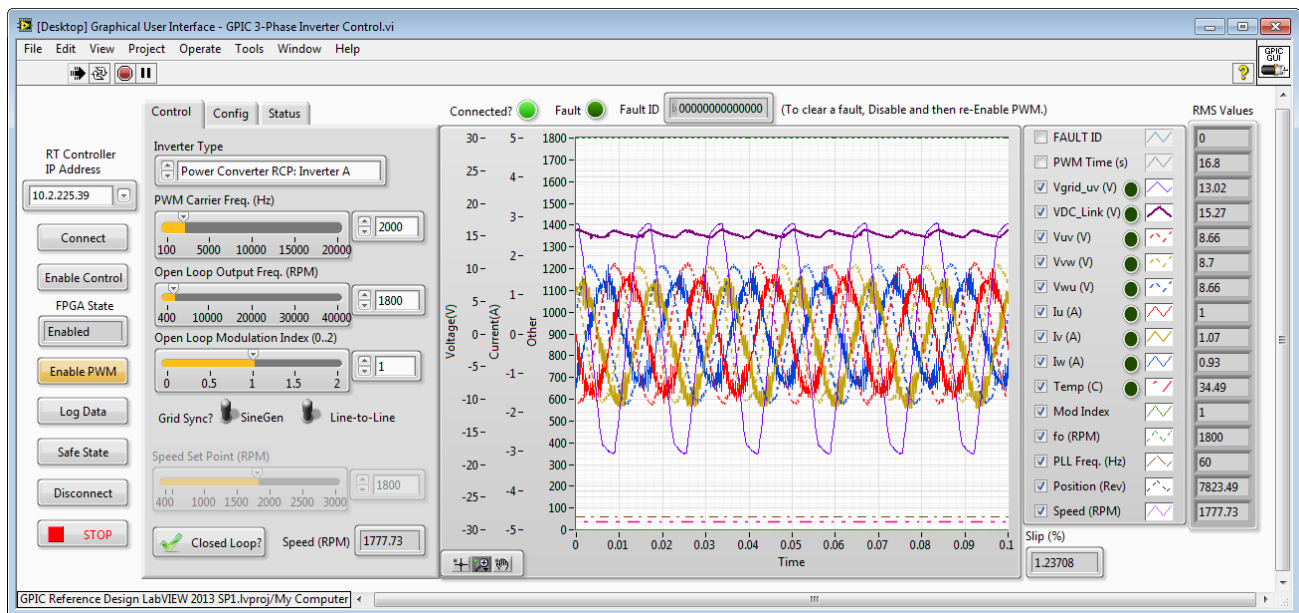 [Desktop] Graphical User Interface - GPIC 3-Phase Inverter Control.vi
File Edit View Project Operate Tools Window Help
GPIC GUI
Control Config Status
Connected? Fault Fault ID 00000000000000 (To clear a fault, Disable and then re-Enable PWM.)
RMS Values
RT Controller
IP Address
10.2.225.39
Connect
Enable Control
FPGA State
Enabled
Enable PWM
Log Data
Safe State
Disconnect
STOP
Inverter Type
Power Converter RCP: Inverter A
PWM Carrier Freq. (Hz)
2000
100 5000 10000 15000 20000
Open Loop Output Freq. (RPM)
1800
400 10000 20000 30000 40000
Open Loop Modulation Index (0..2)
1
0 0.5 1 1.5 2
Grid Sync? SineGen Line-to-Line
Speed Set Point (RPM)
1800
400 1000 1500 2000 2500 3000
Closed Loop? Speed (RPM) 1777.73
Voltage(V)
30
25
20
15
10
5
0
-5
-10
-15
-20
-25
-30
Current(A)
5
4
3
2
1
0
-1
-2
-3
-4
-5
Other
1800
1700
1600
1500
1400
1300
1200
1100
1000
900
800
700
600
500
400
300
200
100
0
0 0.01 0.02 0.03 0.04 0.05 0.06 0.07 0.08 0.09 0.1
Time
FAULT ID 0
PWM Time (s) 16.8
Vgrid_uv (V) 13.02
VDC_Link (V) 15.27
Vuv (V) 8.66
Vvw (V) 8.7
Vwu (V) 8.66
Iu (A) 1
Iv (A) 1.07
Iw (A) 0.93
Temp (C) 34.49
Mod Index 1
fo (RPM) 1800
PLL Freq. (Hz) 60
Position (Rev) 7823.49
Speed (RPM) 1777.73
Slip (%)
1.23708
GPIC Reference Design LabVIEW 2013 SP1.lvproj/My Computer